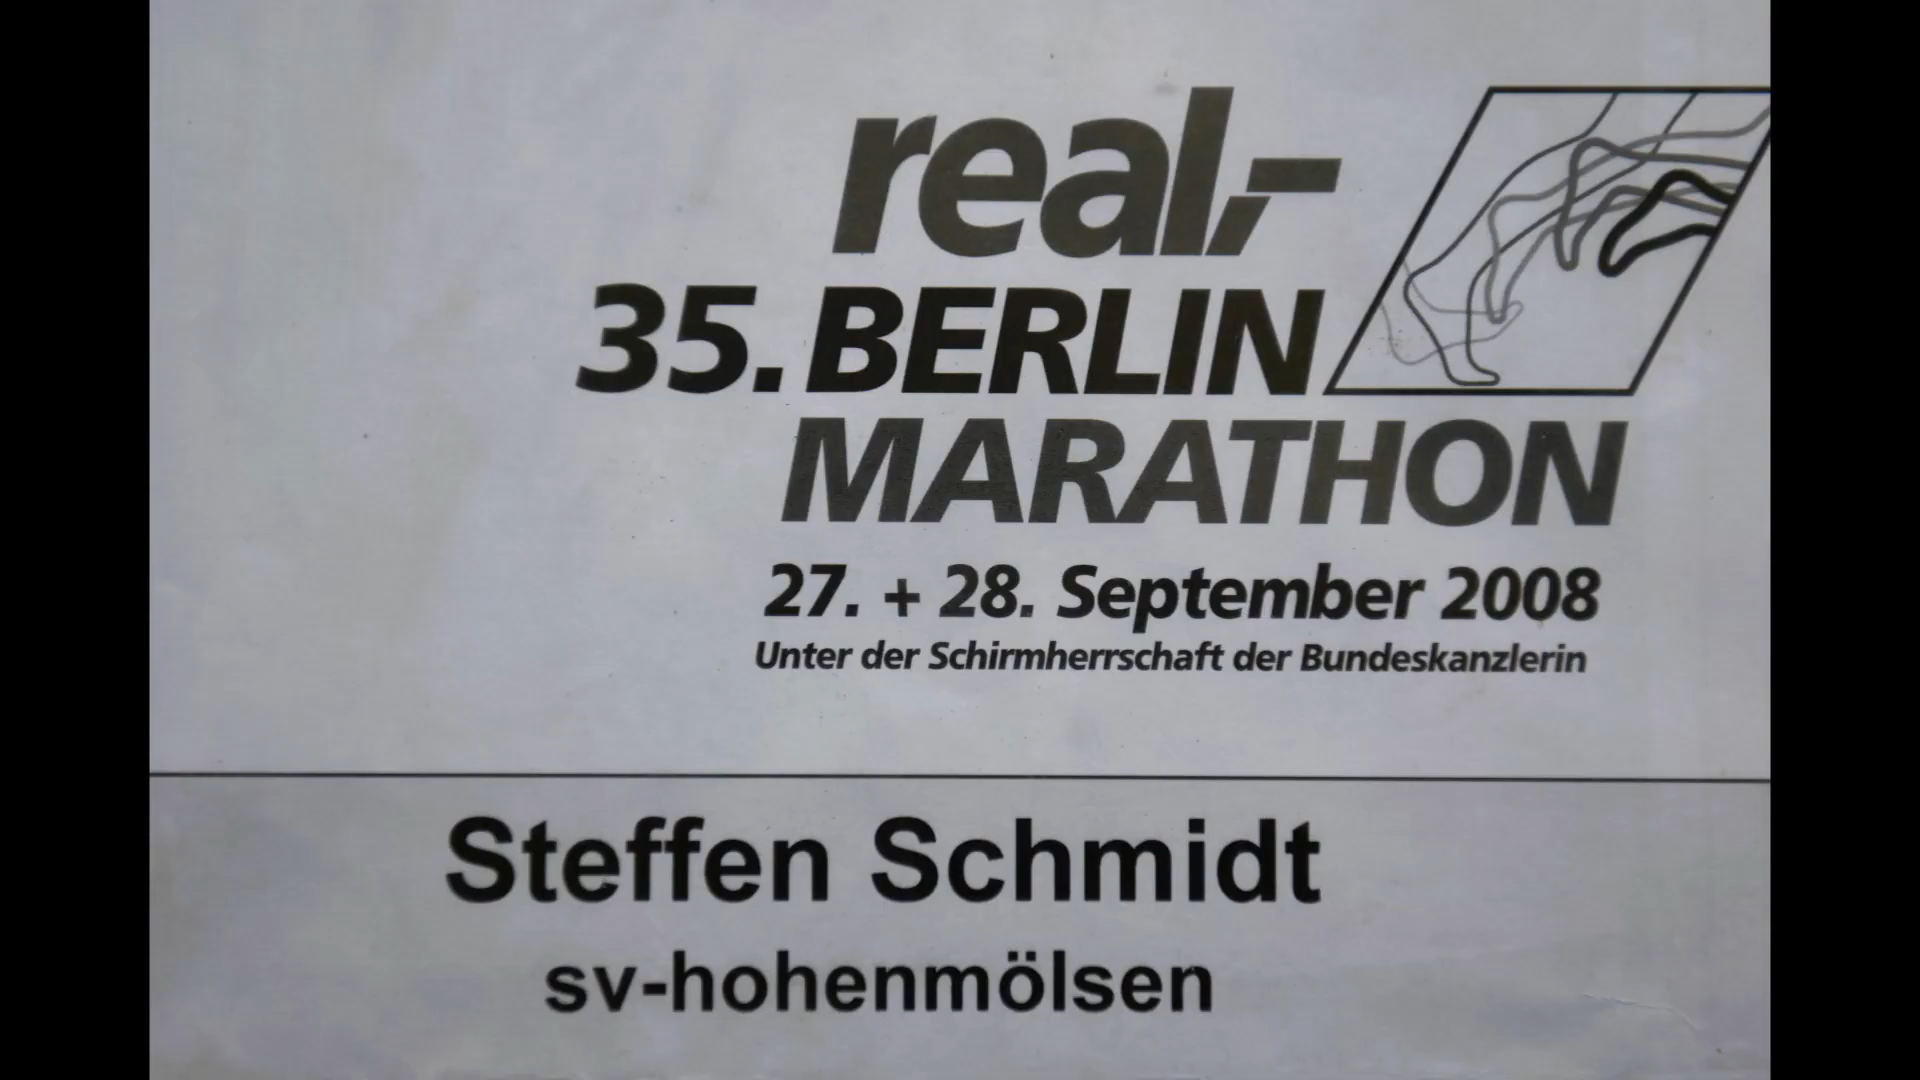 real,-
35. BERLIN
MARATHON
27. + 28. September 2008
Unter der Schirmherrschaft der Bundeskanzlerin
Steffen Schmidt
sv-hohenmölsen